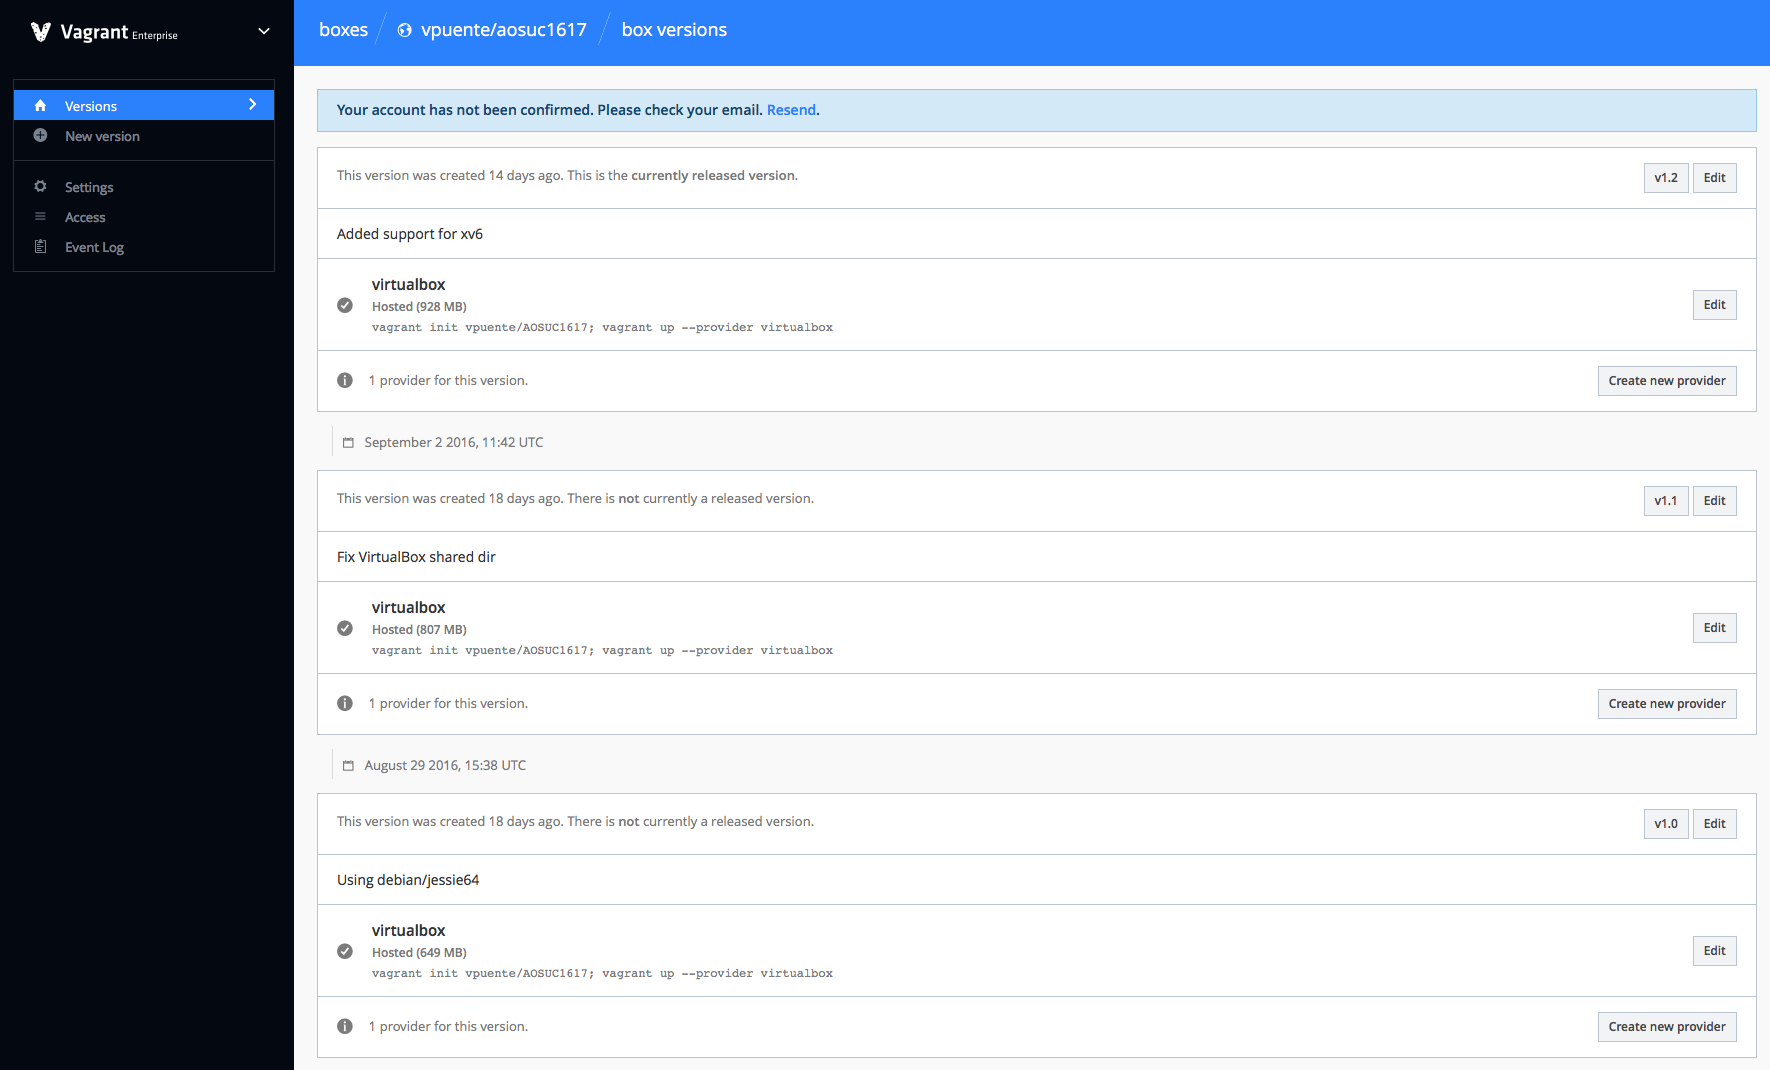 Vagrant Enterprise
boxes / vpuente/aosuc1617 / box versions
Versions
New version
Settings
Access
Event Log
Your account has not been confirmed. Please check your email. Resend.
This version was created 14 days ago. This is the currently released version.
v1.2 Edit
Added support for xv6
virtualbox
Hosted (928 MB)
vagrant init vpuente/AOSUC1617; vagrant up --provider virtualbox
Edit
1 provider for this version.
Create new provider
September 2 2016, 11:42 UTC
This version was created 18 days ago. There is not currently a released version.
v1.1 Edit
Fix VirtualBox shared dir
virtualbox
Hosted (807 MB)
vagrant init vpuente/AOSUC1617; vagrant up --provider virtualbox
Edit
1 provider for this version.
Create new provider
August 29 2016, 15:38 UTC
This version was created 18 days ago. There is not currently a released version.
v1.0 Edit
Using debian/jessie64
virtualbox
Hosted (649 MB)
vagrant init vpuente/AOSUC1617; vagrant up --provider virtualbox
Edit
1 provider for this version.
Create new provider